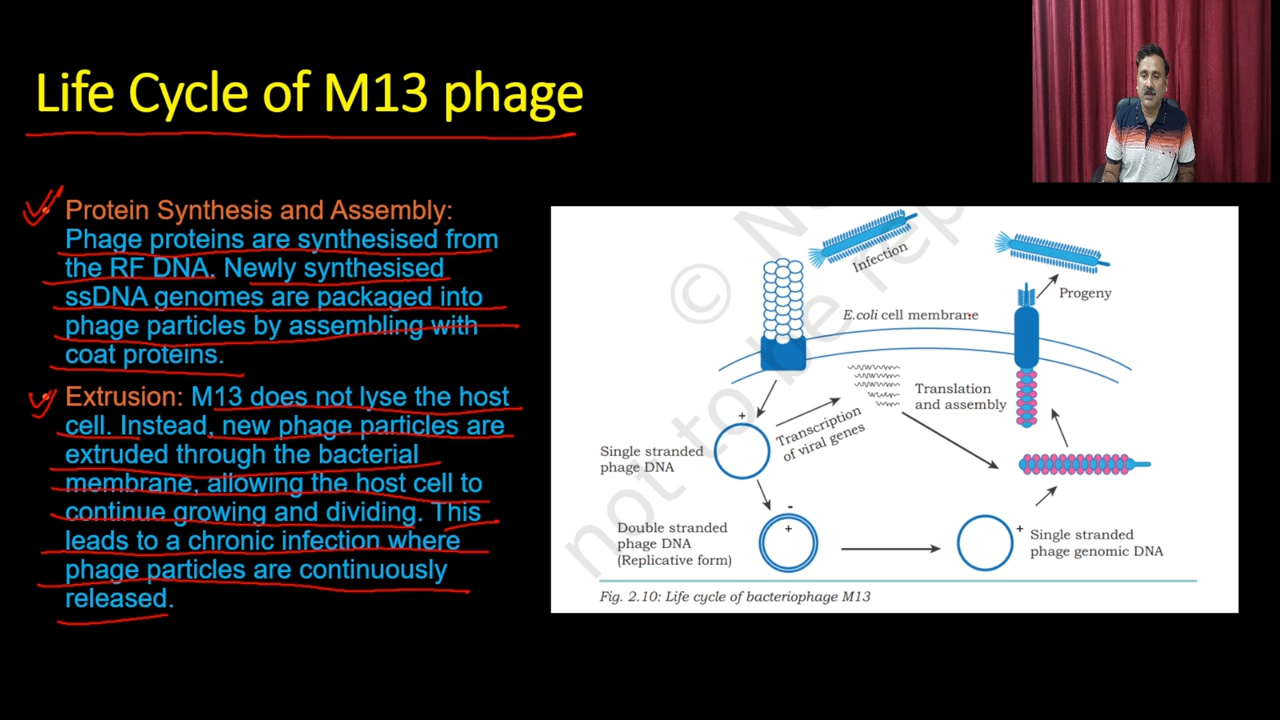 Life Cycle of M13 phage
Protein Synthesis and Assembly:
Phage proteins are synthesised from
the RF DNA. Newly synthesised
ssDNA genomes are packaged into
phage particles by assembling with
coat proteins.
Extrusion: M13 does not lyse the host
cell. Instead, new phage particles are
extruded through the bacterial
membrane, allowing the host cell to
continue growing and dividing. This
leads to a chronic infection where
phage particles are continuously
released.
Infection
Progeny
E.coli cell membrane
Translation
and assembly
Transcription
of viral genes
+
Single stranded
phage DNA
-
+
Double stranded
phage DNA
(Replicative form)
+
Single stranded
phage genomic DNA
Fig. 2.10: Life cycle of bacteriophage M13
© N
not to be rep